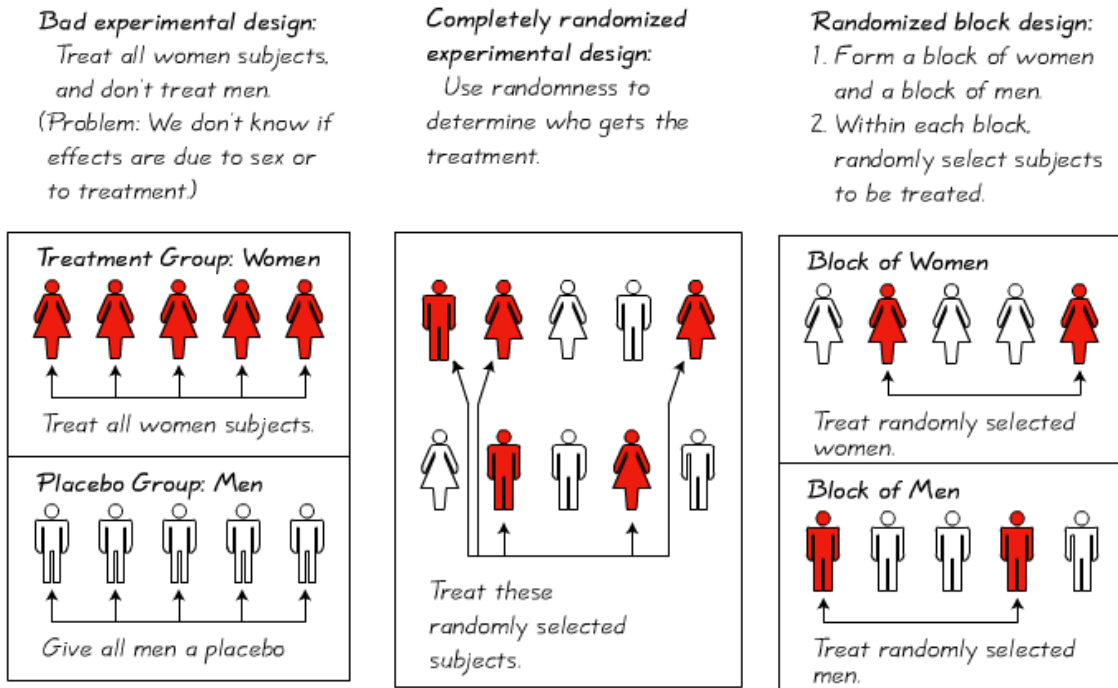 Bad experimental design:
Treat all women subjects,
and don't treat men.
(Problem: We don't know if
effects are due to sex or
to treatment.)
Treatment Group: Women
Treat all women subjects.
Placebo Group: Men
Give all men a placebo
Completely randomized
experimental design:
Use randomness to
determine who gets the
treatment.
Treat these
randomly selected
subjects.
Randomized block design:
1. Form a block of women
and a block of men.
2. Within each block,
randomly select subjects
to be treated.
Block of Women
Treat randomly selected
women.
Block of Men
Treat randomly selected
men.